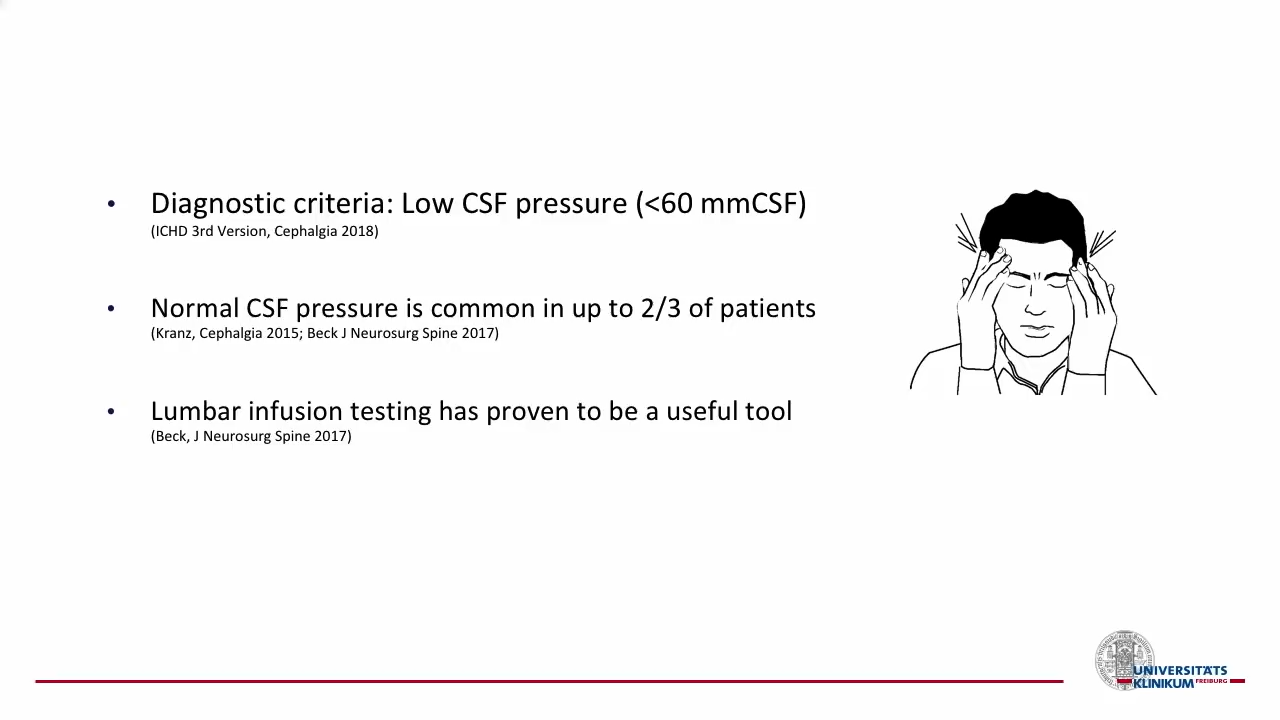 • Diagnostic criteria: Low CSF pressure (<60 mmCSF)
(ICHD 3rd Version, Cephalgia 2018)
• Normal CSF pressure is common in up to 2/3 of patients
(Kranz, Cephalgia 2015; Beck J Neurosurg Spine 2017)
• Lumbar infusion testing has proven to be a useful tool
(Beck, J Neurosurg Spine 2017)
UNIVERSITÄTS
KLINIKUM FREIBURG